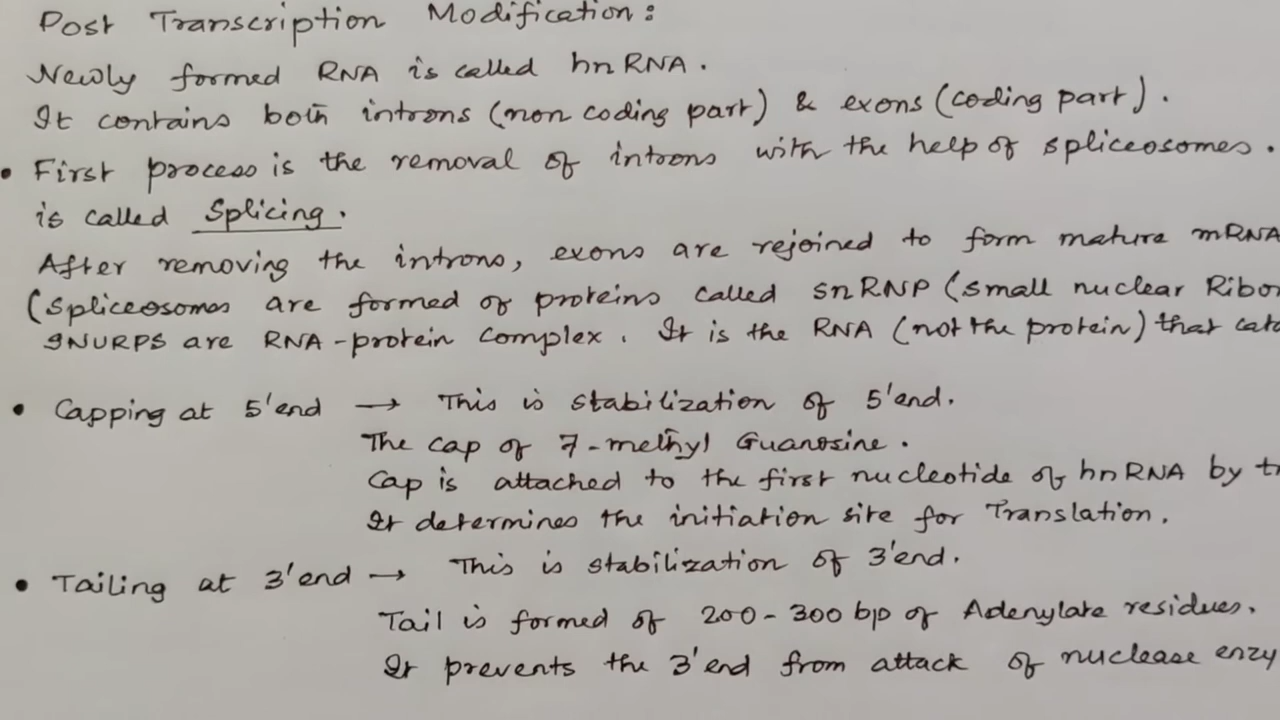 Post Transcription Modification:
Newly formed RNA is called hnRNA.
It contains both introns (non coding part) & exons (coding part).
• First process is the removal of introns with the help of spliceosomes.
is called Splicing.
After removing the introns, exons are rejoined to form mature mRNA
(Spliceosomes are formed of proteins called snRNP (small nuclear Ribo
SNURPS are RNA-protein complex. It is the RNA (not the protein) that cata
• Capping at 5'end → This is stabilization of 5'end.
The cap of 7-methyl Guanosine.
Cap is attached to the first nucleotide of hnRNA by
It determines the initiation site for Translation.
• Tailing at 3'end → This is stabilization of 3'end.
Tail is formed of 200-300 bp of Adenylate residues.
It prevents the 3'end from attack of nuclease enzy